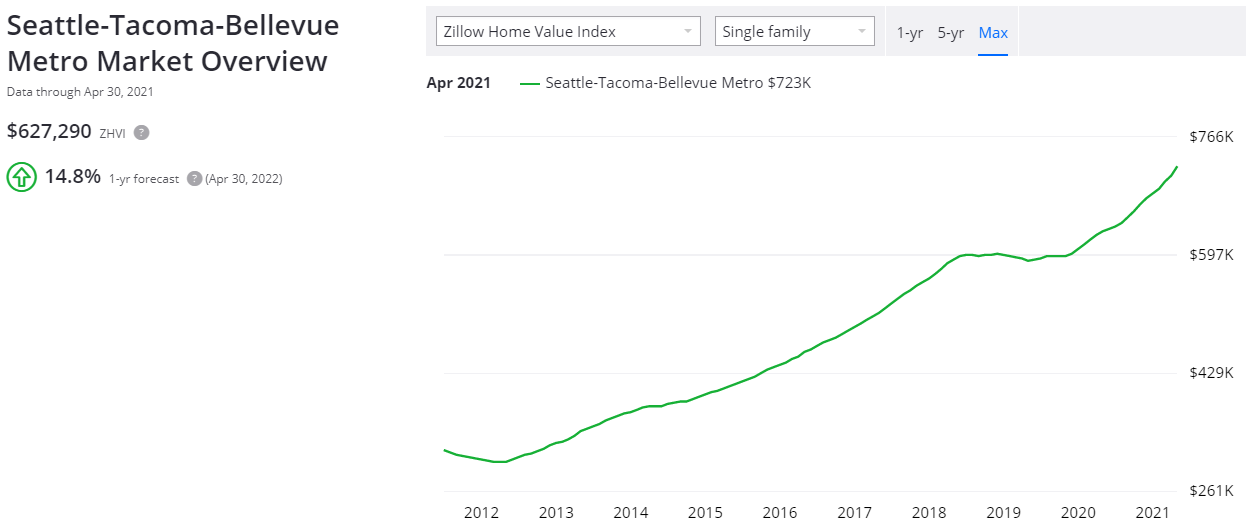 Seattle-Tacoma-Bellevue
Metro Market Overview
Data through Apr 30, 2021
$627,290 ZHVI ?
14.8% 1-yr forecast ? (Apr 30, 2022)
Zillow Home Value Index Single family 1-yr 5-yr Max
Apr 2021 Seattle-Tacoma-Bellevue Metro $723K
$766K
$597K
$429K
$261K
2012 2013 2014 2015 2016 2017 2018 2019 2020 2021